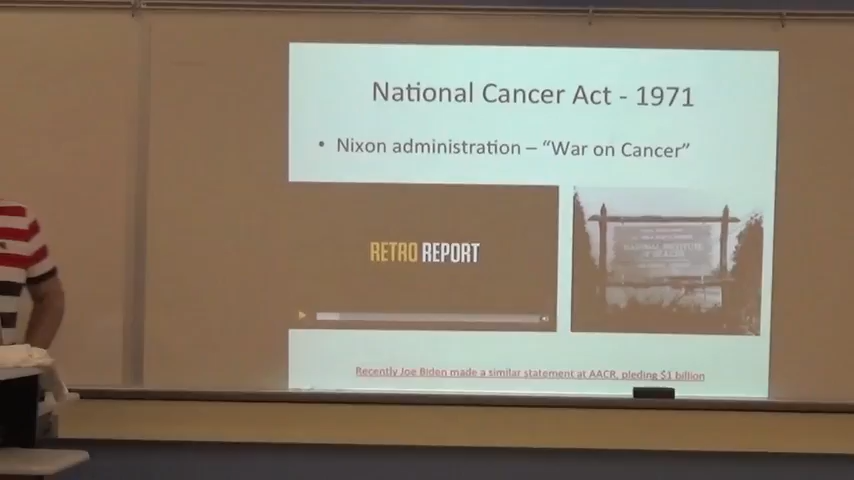 National Cancer Act - 1971
• Nixon administration – “War on Cancer”
RETRO REPORT
NATIONAL INSTITUTES
OF HEALTH
Recently Joe Biden made a similar statement at AACR, pleding $1 billion